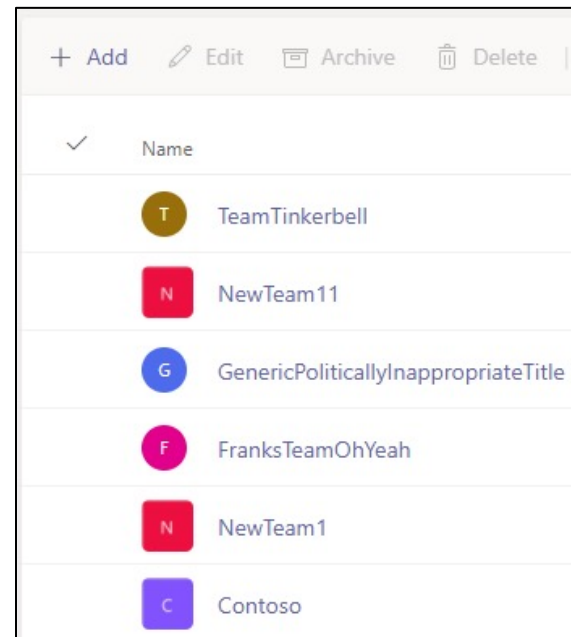 + Add Edit Archive Delete
Name
T TeamTinkerbell
N NewTeam11
G GenericPoliticallyInappropriateTitle
F FranksTeamOhYeah
N NewTeam1
C Contoso